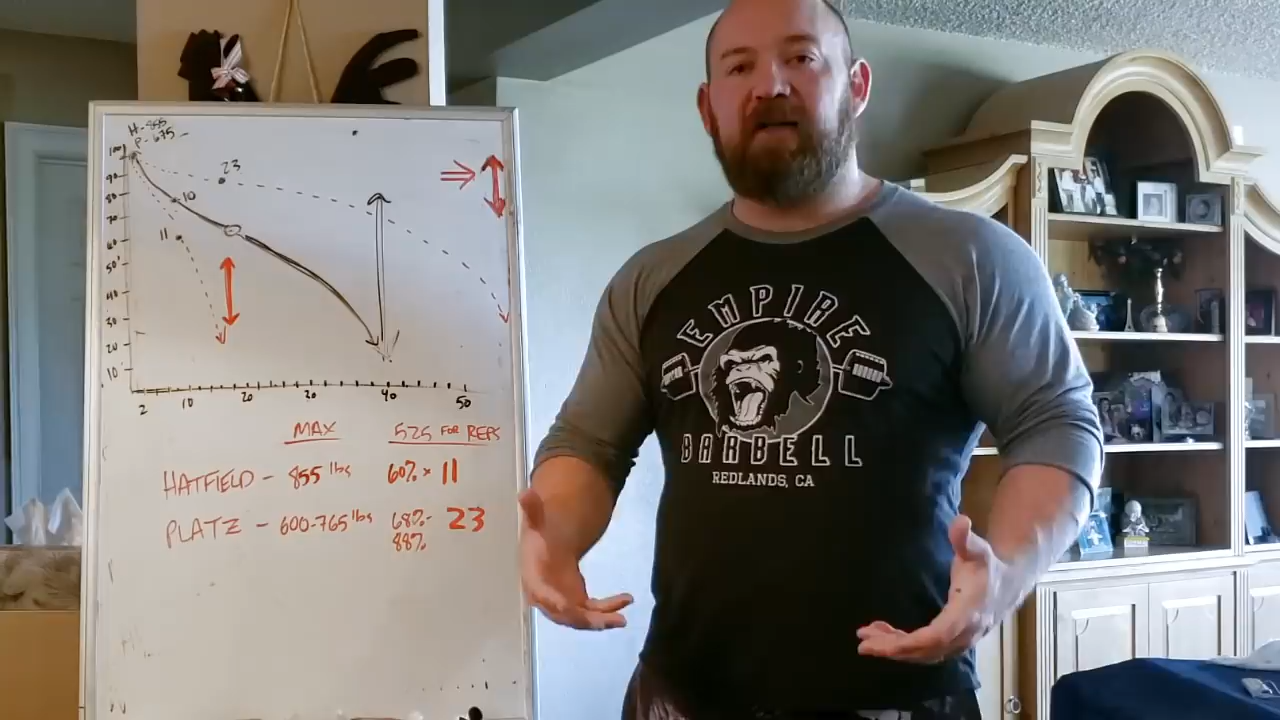 H-855
P-675
100
90
23
80
10
70
60
11
50
40
30
20
10
2 10 20 30 40 50
MAX 525 FOR REPS
HATFIELD - 855 lbs 60% x 11
PLATZ - 600-765 lbs 68%- 23
88%
EMPIRE
BARBELL
REDLANDS, CA